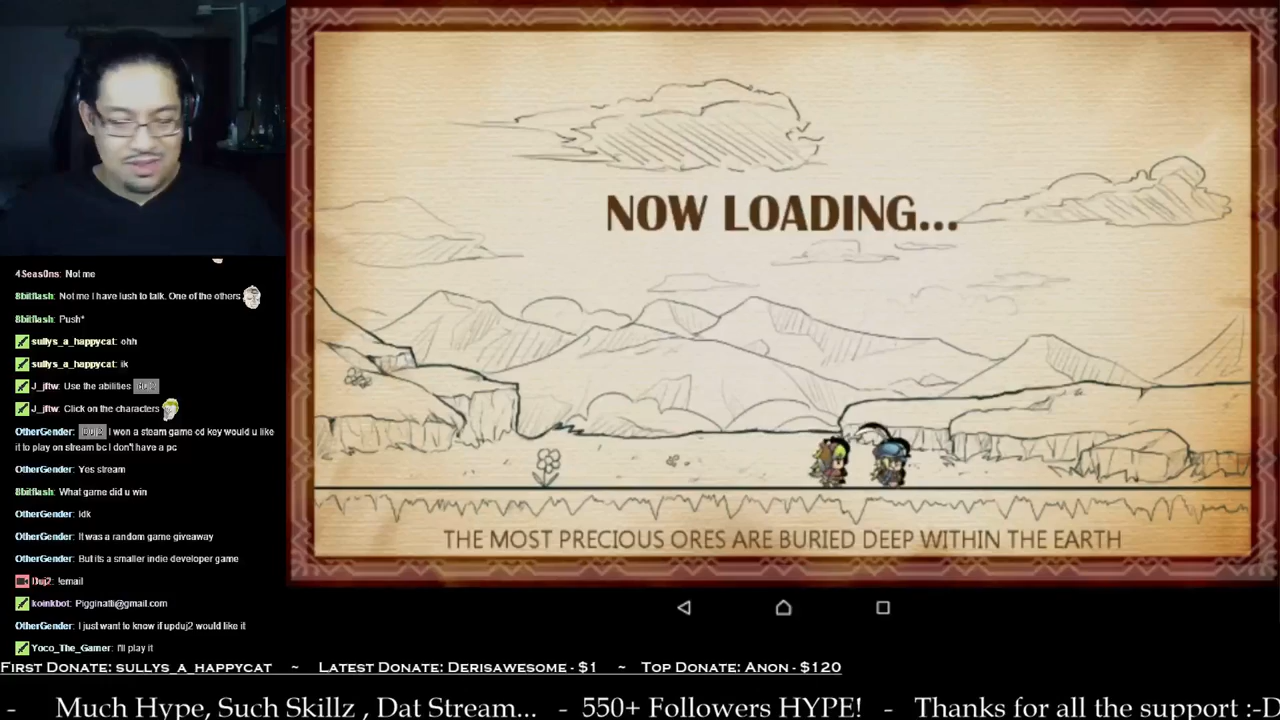 NOW LOADING...
THE MOST PRECIOUS ORES ARE BURIED DEEP WITHIN THE EARTH
4Seas0ns: Not me
8bitflash: Not me I have lush to talk. One of the others
8bitflash: Push*
sullys_a_happycat: ohh
sullys_a_happycat: ik
J_jftw: Use the abilities
J_jftw: Click on the characters
OtherGender: I won a steam game cd key would u like
it to play on stream bc I don't have a pc
OtherGender: Yes stream
8bitflash: What game did u win
OtherGender: Idk
OtherGender: It was a random game giveaway
OtherGender: But its a smaller indie developer game
Duj2: !email
koinkbot: Pigginatti@gmail.com
OtherGender: I just want to know if upduj2 would like it
Yoco_The_Gamer: I'll play it
First Donate: sullys_a_happycat ~ Latest Donate: Derisawesome - $1 ~ Top Donate: Anon - $120
- Much Hype, Such Skillz , Dat Stream... - 550+ Followers HYPE! - Thanks for all the support :-D